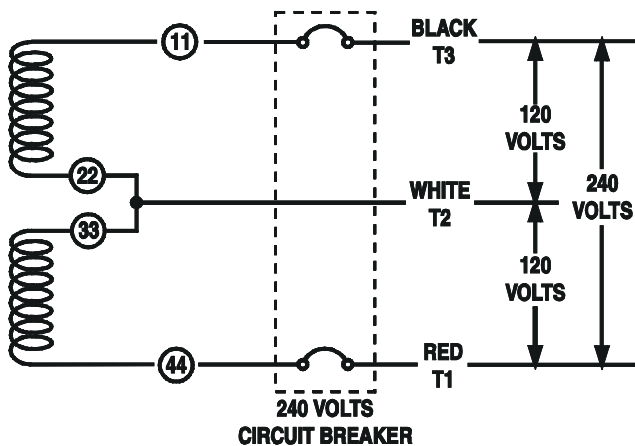 11
BLACK
T3
120
VOLTS
22
WHITE
T2
240
VOLTS
33
120
VOLTS
44
RED
T1
240 VOLTS
CIRCUIT BREAKER